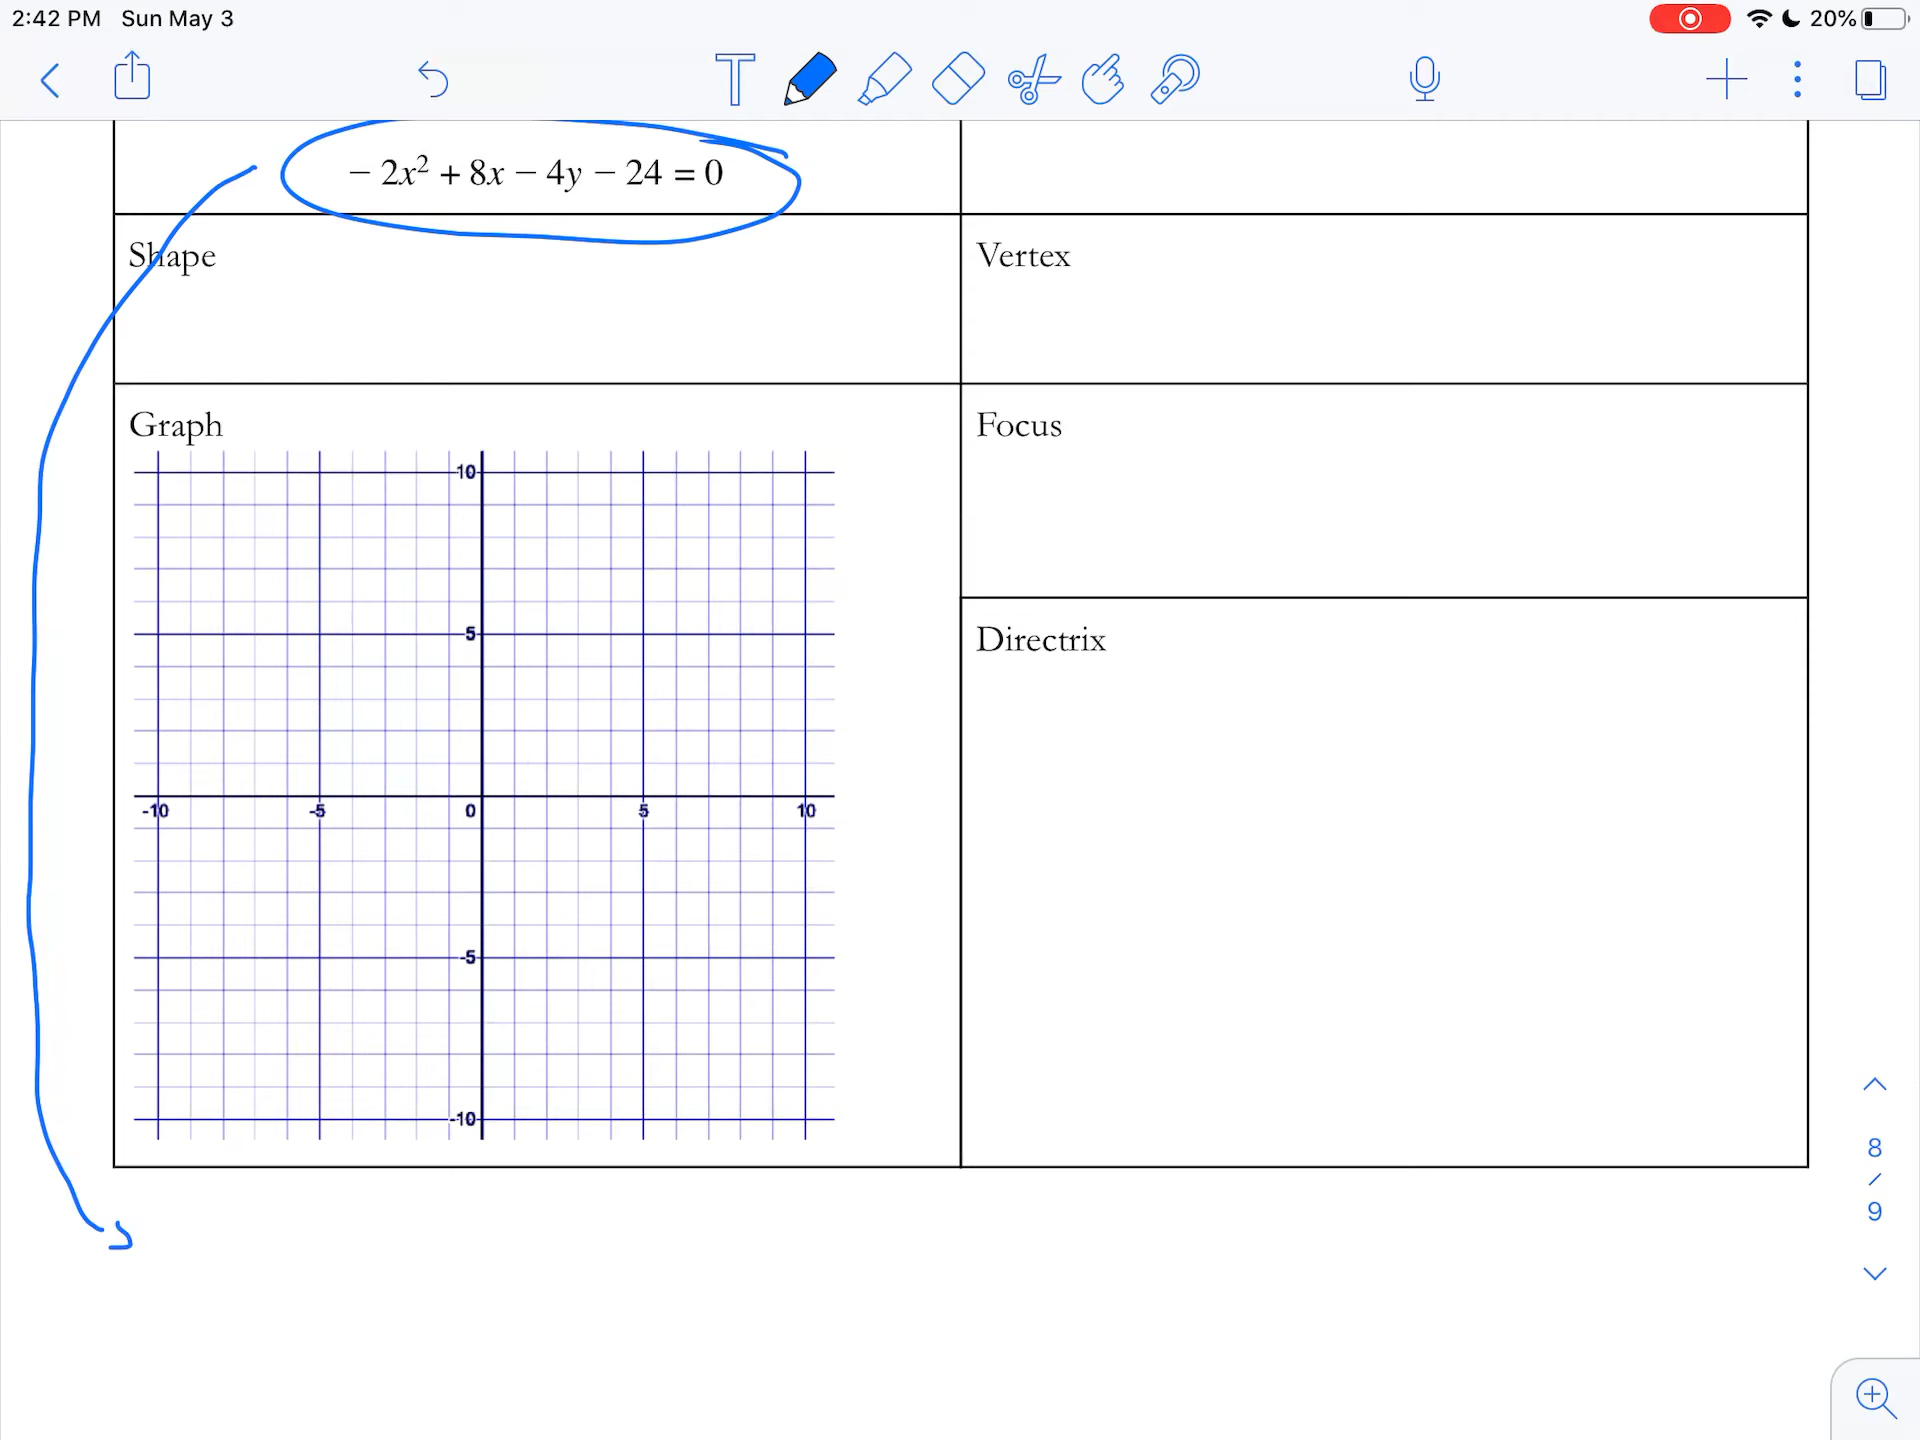 2:42 PM Sun May 3
20%
T
− 2x² + 8x − 4y − 24 = 0
Shape
Vertex
Graph
Focus
10
5
-10 -5 0 5 10
-5
-10
Directrix
8
/
9